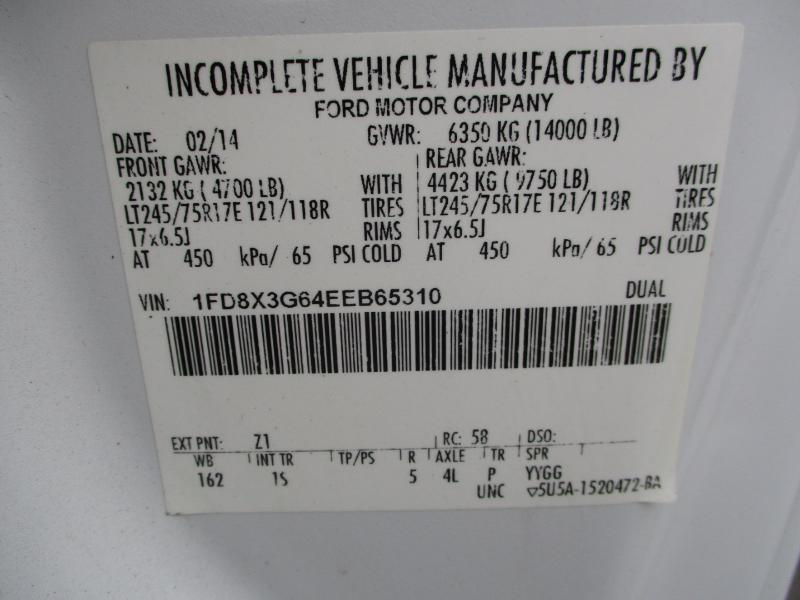 INCOMPLETE VEHICLE MANUFACTURED BY
FORD MOTOR COMPANY
DATE: 02/14 GVWR: 6350 KG (14000 LB)
FRONT GAWR: REAR GAWR:
2132 KG ( 4700 LB) WITH 4423 KG ( 9750 LB) WITH
LT245/75R17E 121/118R TIRES LT245/75R17E 121/118R TIRES
17x6.5J RIMS 17x6.5J RIMS
AT 450 kPa/ 65 PSI COLD AT 450 kPa/ 65 PSI COLD
VIN: 1FD8X3G64EEB65310 DUAL
EXT PNT: Z1 RC: 58 DSO:
WB INT TR TP/PS R AXLE TR SPR
162 1S 5 4L P YYGG
UNC ▽5U5A-1520472-BA